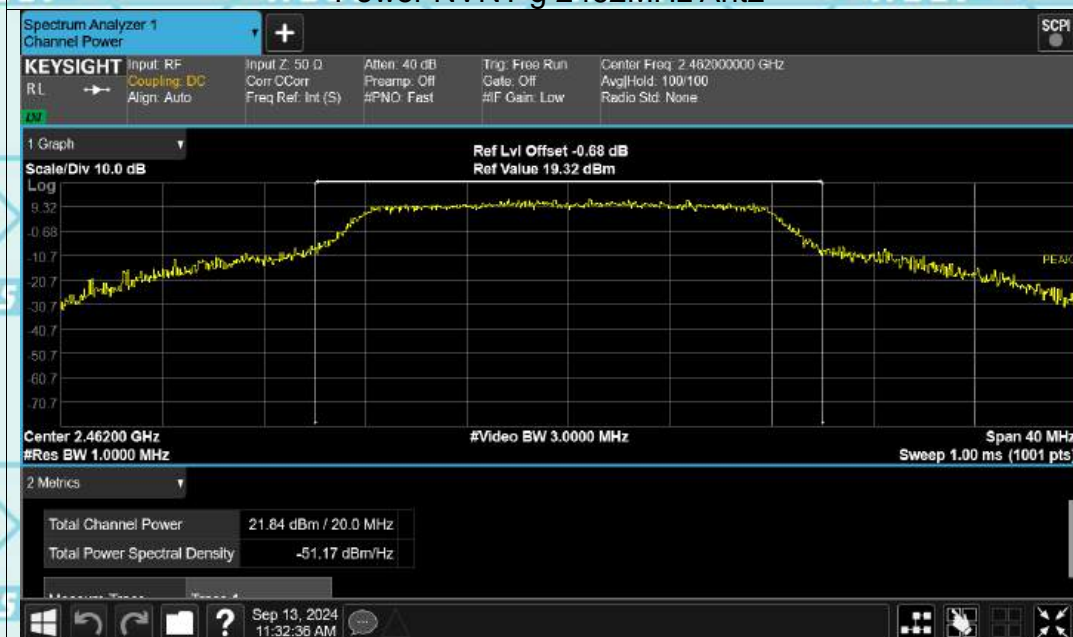 Power NVNT g 2462MHz Ant2
Spectrum Analyzer 1
Channel Power
+
SCPI
KEYSIGHT
RL
Input: RF
Coupling: DC
Align: Auto
Input Z: 50 Ω
Corr CCorr
Freq Ref: Int (S)
Atten: 40 dB
Preamp: Off
#PNO: Fast
Trig: Free Run
Gate: Off
#IF Gain: Low
Center Freq: 2.462000000 GHz
Avg|Hold: 100/100
Radio Std: None
1 Graph
Scale/Div 10.0 dB
Ref Lvl Offset -0.68 dB
Ref Value 19.32 dBm
Log
9.32
-0.68
-10.7
-20.7
-30.7
-40.7
-50.7
-60.7
-70.7
PEAK
Center 2.46200 GHz
#Video BW 3.0000 MHz
Span 40 MHz
#Res BW 1.0000 MHz
Sweep 1.00 ms (1001 pts)
2 Metrics
Total Channel Power 21.84 dBm / 20.0 MHz
Total Power Spectral Density -51.17 dBm/Hz
?
Sep 13, 2024
11:32:36 AM